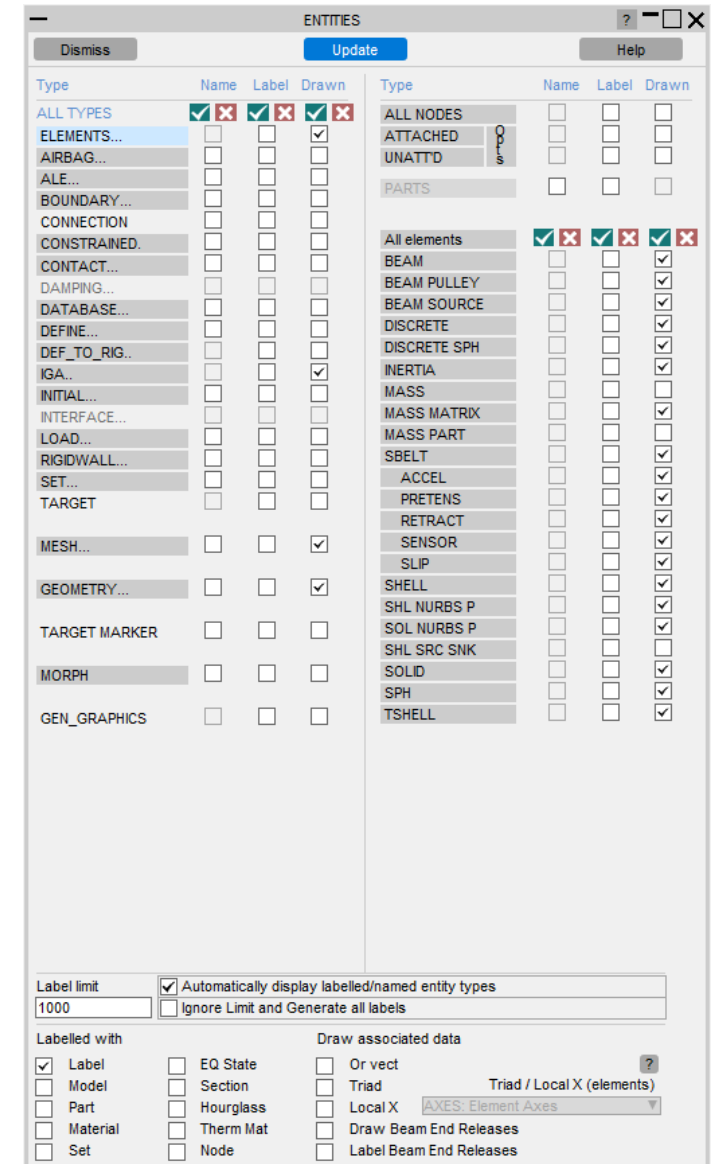 ENTITIES ?
Dismiss Update Help
Type Name Label Drawn
ALL TYPES
ELEMENTS...
AIRBAG...
ALE...
BOUNDARY...
CONNECTION
CONSTRAINED.
CONTACT...
DAMPING...
DATABASE...
DEFINE...
DEF_TO_RIG..
IGA..
INITIAL...
INTERFACE...
LOAD...
RIGIDWALL...
SET...
TARGET
MESH...
GEOMETRY...
TARGET MARKER
MORPH
GEN_GRAPHICS
Type Name Label Drawn
ALL NODES
ATTACHED
UNATT'D
Opts
PARTS
All elements
BEAM
BEAM PULLEY
BEAM SOURCE
DISCRETE
DISCRETE SPH
INERTIA
MASS
MASS MATRIX
MASS PART
SBELT
ACCEL
PRETENS
RETRACT
SENSOR
SLIP
SHELL
SHL NURBS P
SOL NURBS P
SHL SRC SNK
SOLID
SPH
TSHELL
Label limit
1000
Automatically display labelled/named entity types
Ignore Limit and Generate all labels
Labelled with
Label
Model
Part
Material
Set
EQ State
Section
Hourglass
Therm Mat
Node
Draw associated data
Or vect ?
Triad Triad / Local X (elements)
Local X AXES: Element Axes
Draw Beam End Releases
Label Beam End Releases